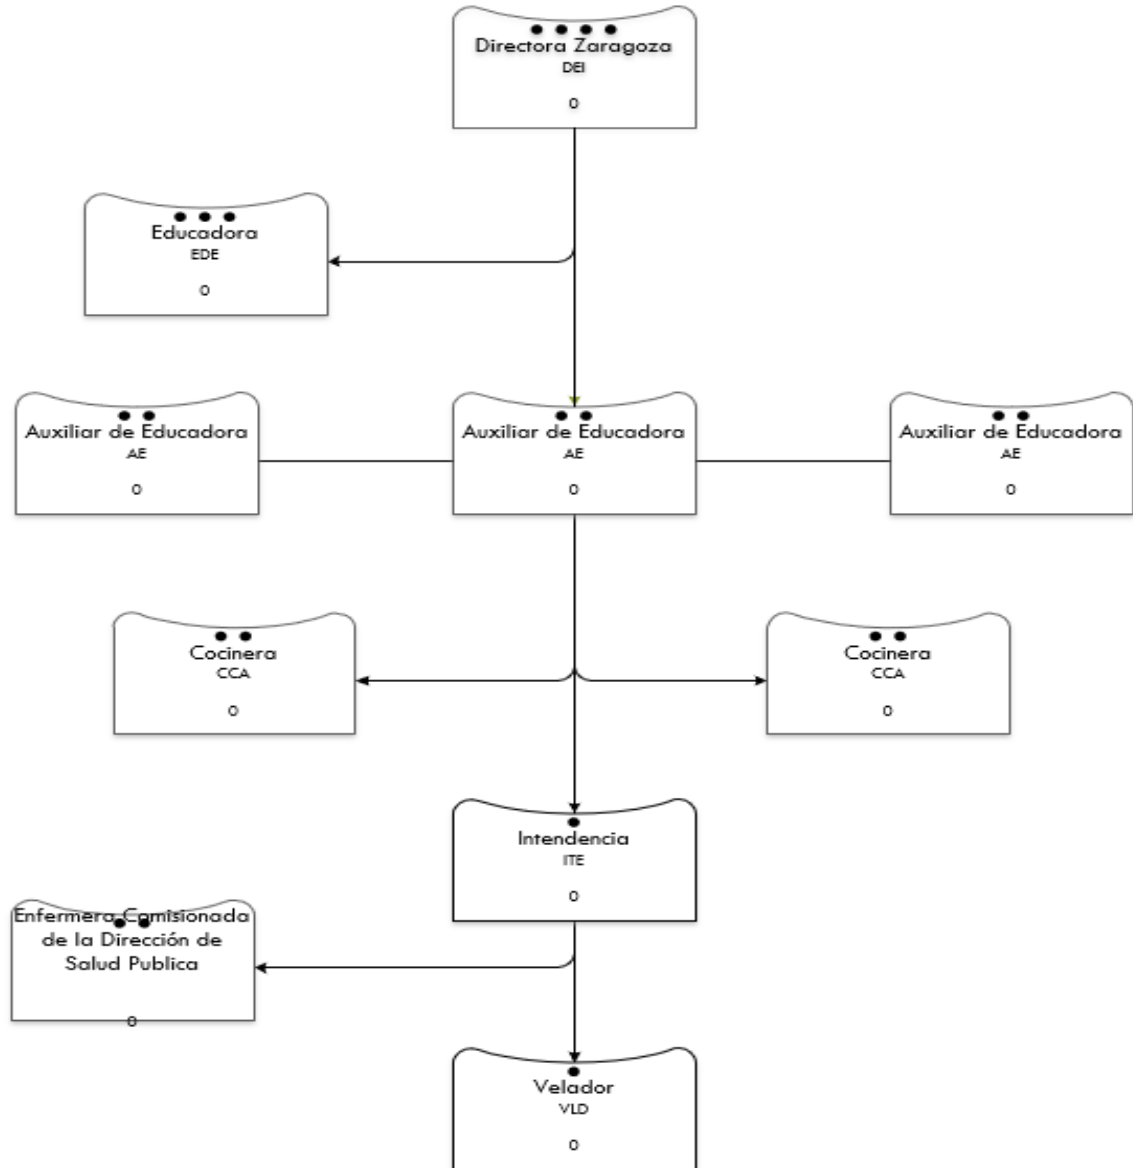 Directora Zaragoza
DEI
0
Educadora
EDE
0
Auxiliar de Educadora
AE
0
Auxiliar de Educadora
AE
0
Auxiliar de Educadora
AE
0
Cocinera
CCA
0
Cocinera
CCA
0
Intendencia
ITE
0
Enfermera Comisionada
de la Dirección de
Salud Publica
0
Velador
VLD
0